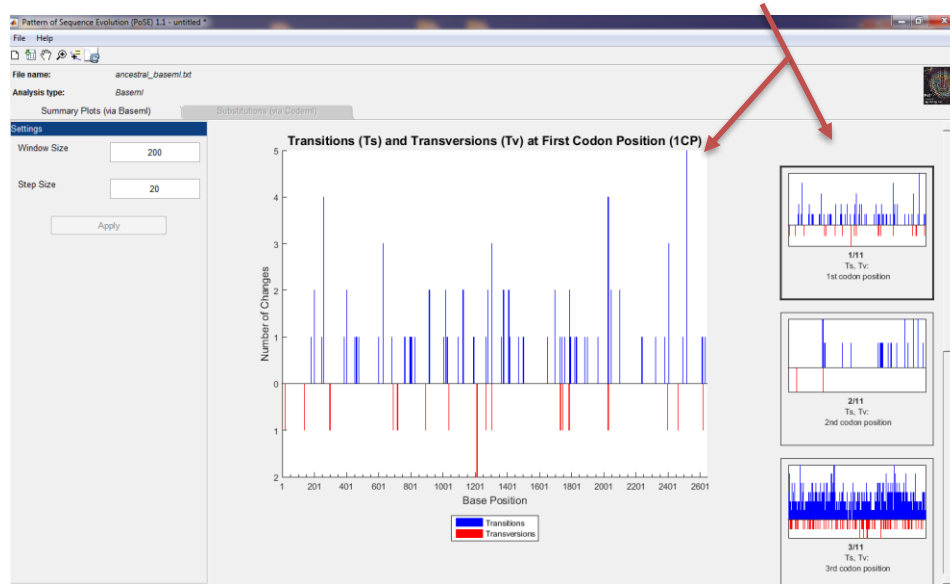 Pattern of Sequence Evolution (PoSE) 1.1 - untitled *
File Help
File name: ancestral_baseml.txt
Analysis type: Baseml
Summary Plots (via Baseml) Substitutions (via Codeml)
Settings
Window Size 200
Step Size 20
Apply
Transitions (Ts) and Transversions (Tv) at First Codon Position (1CP)
Number of Changes
5
4
3
2
1
0
1
2
1 201 401 601 801 1001 1201 1401 1601 1801 2001 2201 2401 2601
Base Position
Transitions
Transversions
1/11
Ts, Tv:
1st codon position
2/11
Ts, Tv:
2nd codon position
3/11
Ts, Tv:
3rd codon position